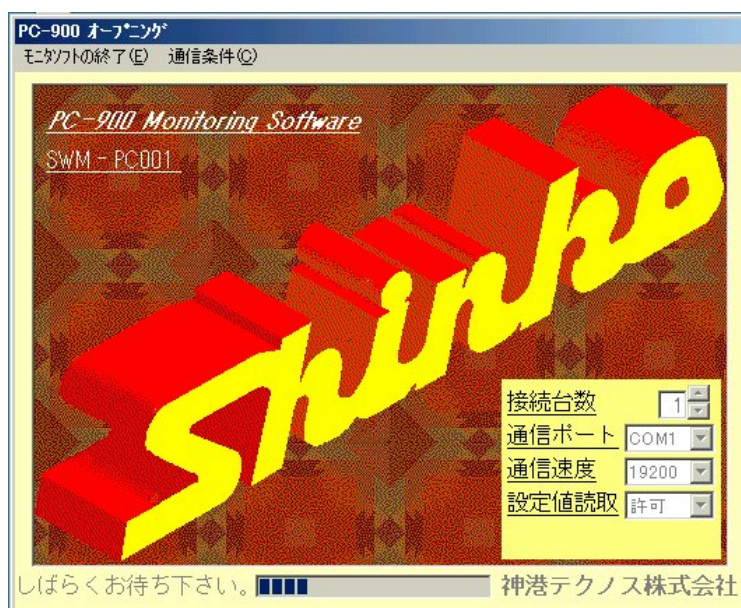 PC-900 ｵｰﾌﾟﾆﾝｸﾞ
ﾓﾆﾀｿﾌﾄの終了(E) 通信条件(C)
PC-900 Monitoring Software
SWM - PC001
Shinko
接続台数 1
通信ポート COM1
通信速度 19200
設定値読取 許可
しばらくお待ち下さい。 神港テクノス株式会社